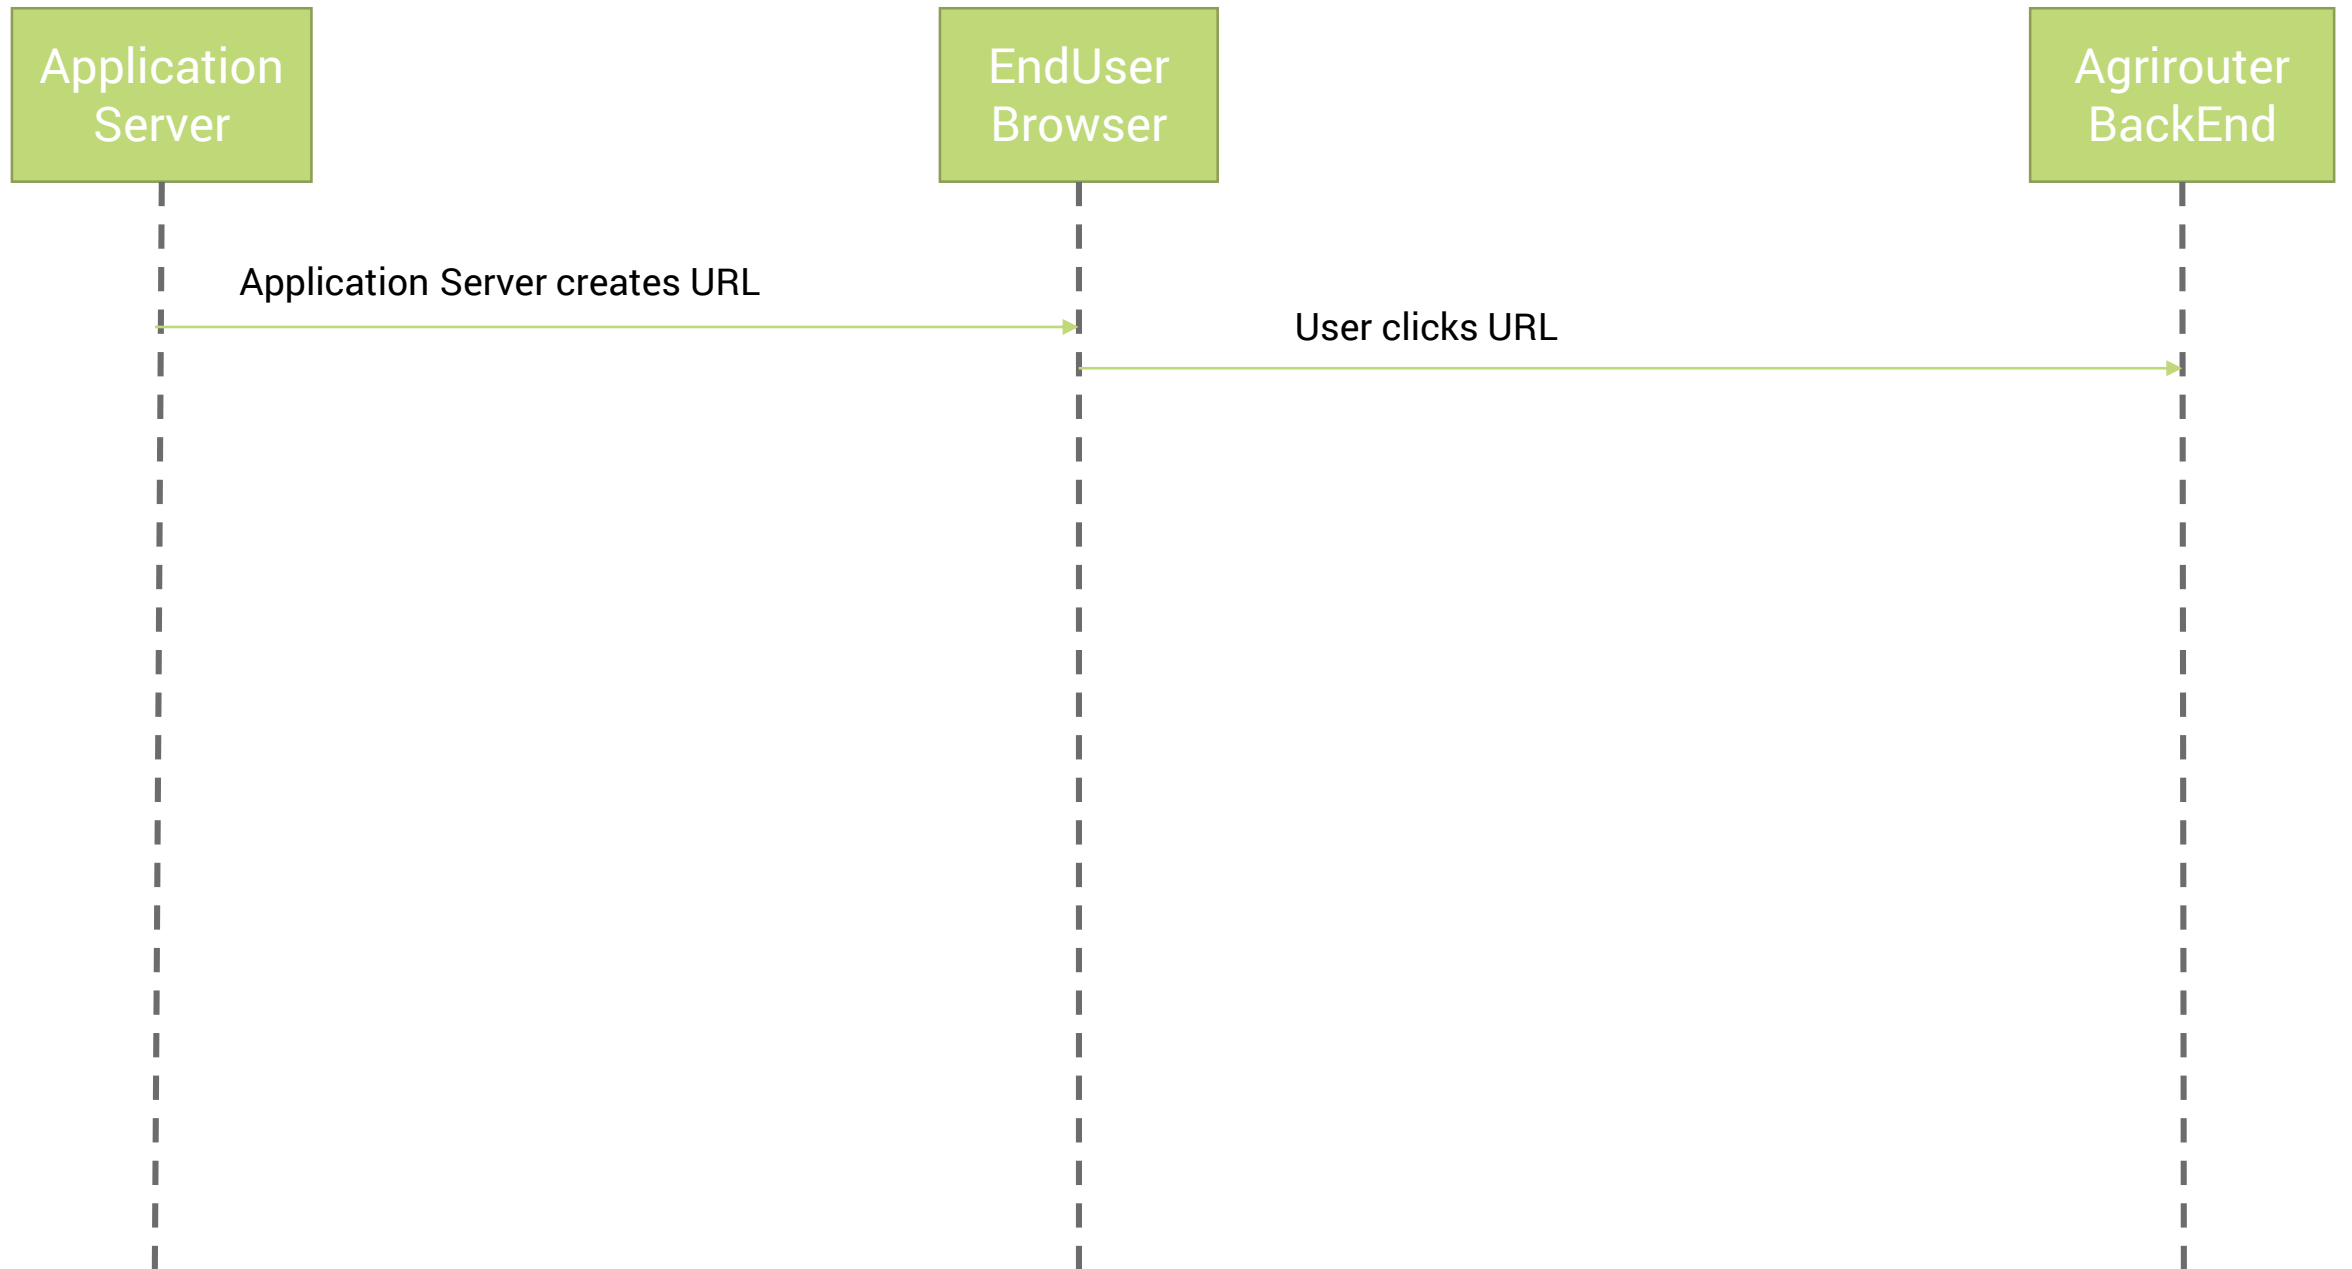 Application
Server
EndUser
Browser
Agrirouter
BackEnd
Application Server creates URL
User clicks URL